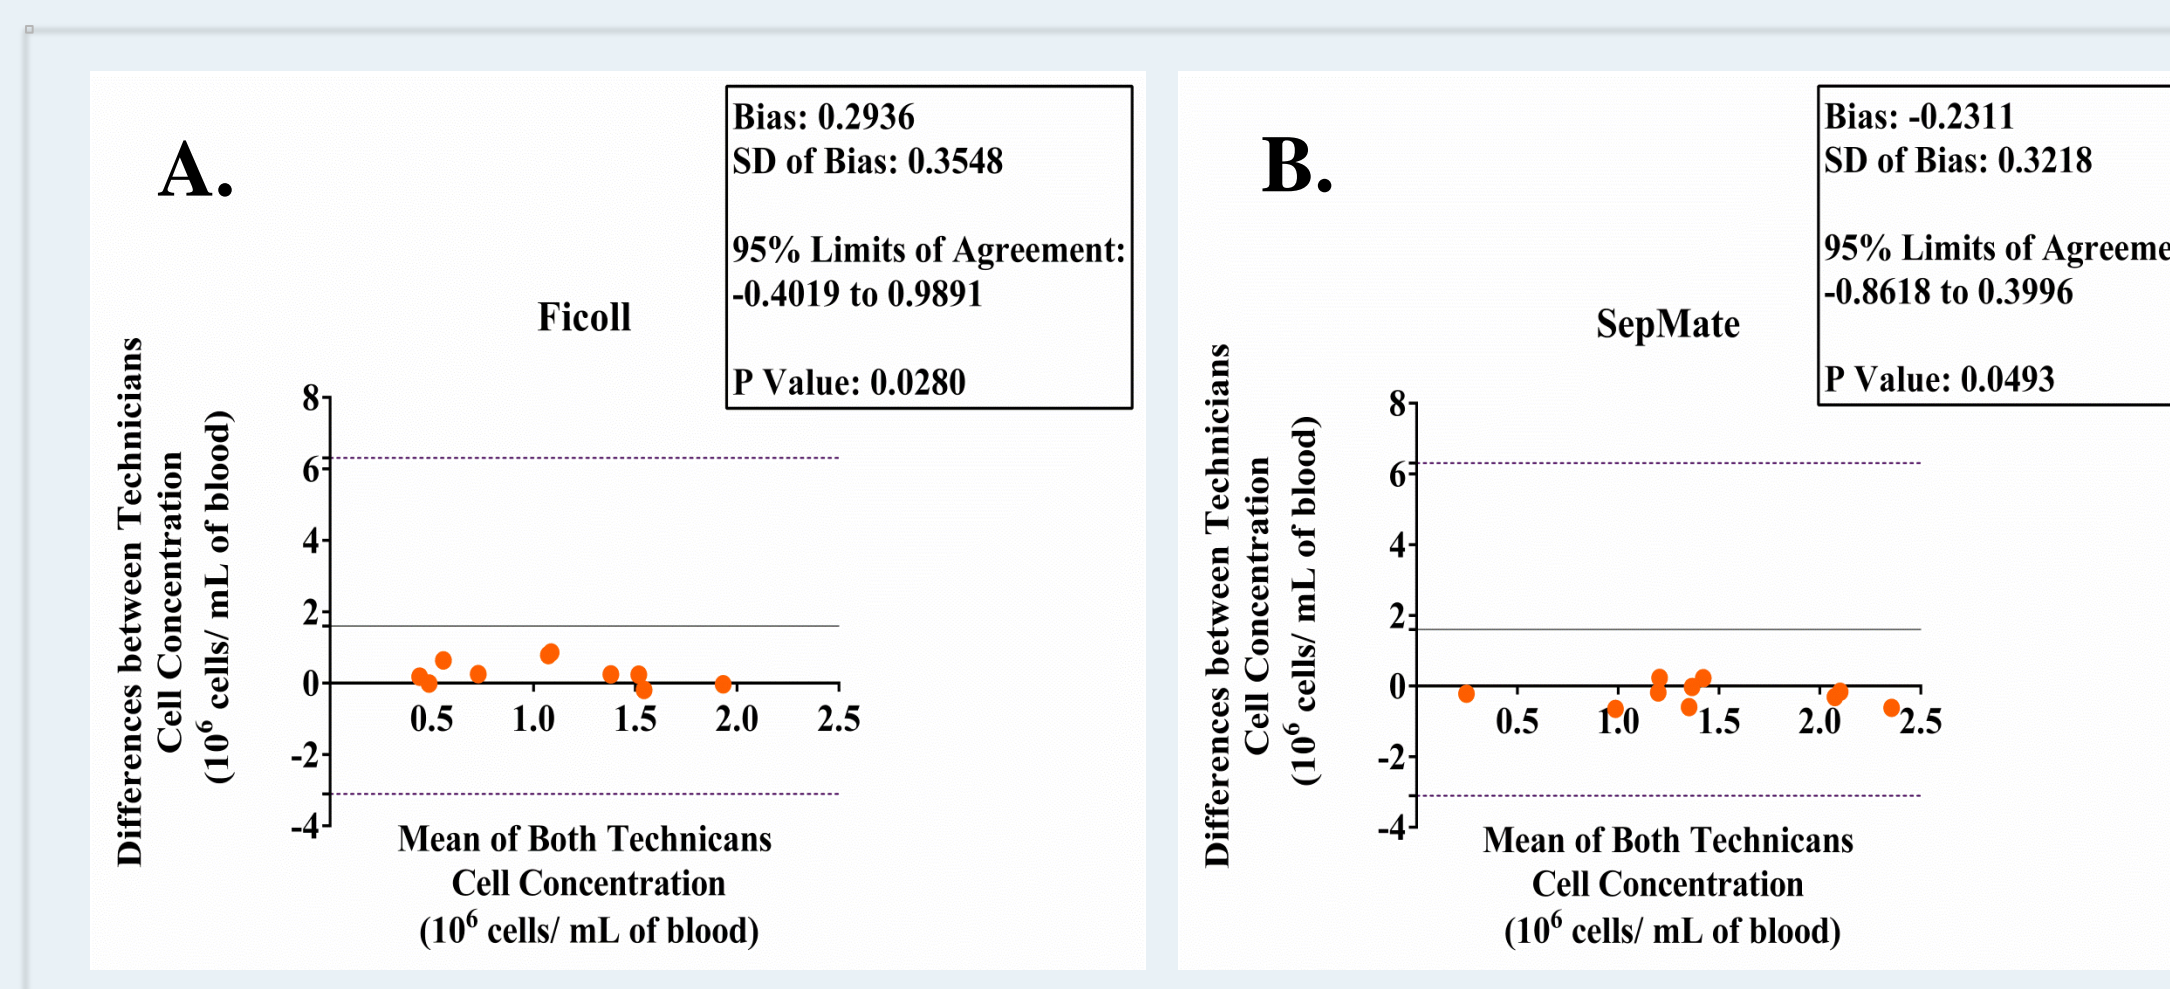 A.
Bias: 0.2936
SD of Bias: 0.3548
95% Limits of Agreement:
-0.4019 to 0.9891
P Value: 0.0280
Ficoll
Differences between Technicians
Cell Concentration
(10⁶ cells/ mL of blood)
8
6
4
2
0
-2
-4
0.5 1.0 1.5 2.0 2.5
Mean of Both Technicans
Cell Concentration
(10⁶ cells/ mL of blood)
B.
Bias: -0.2311
SD of Bias: 0.3218
95% Limits of Agreeme
-0.8618 to 0.3996
P Value: 0.0493
SepMate
Differences between Technicians
Cell Concentration
(10⁶ cells/ mL of blood)
8
6
4
2
0
-2
-4
0.5 1.0 1.5 2.0 2.5
Mean of Both Technicans
Cell Concentration
(10⁶ cells/ mL of blood)